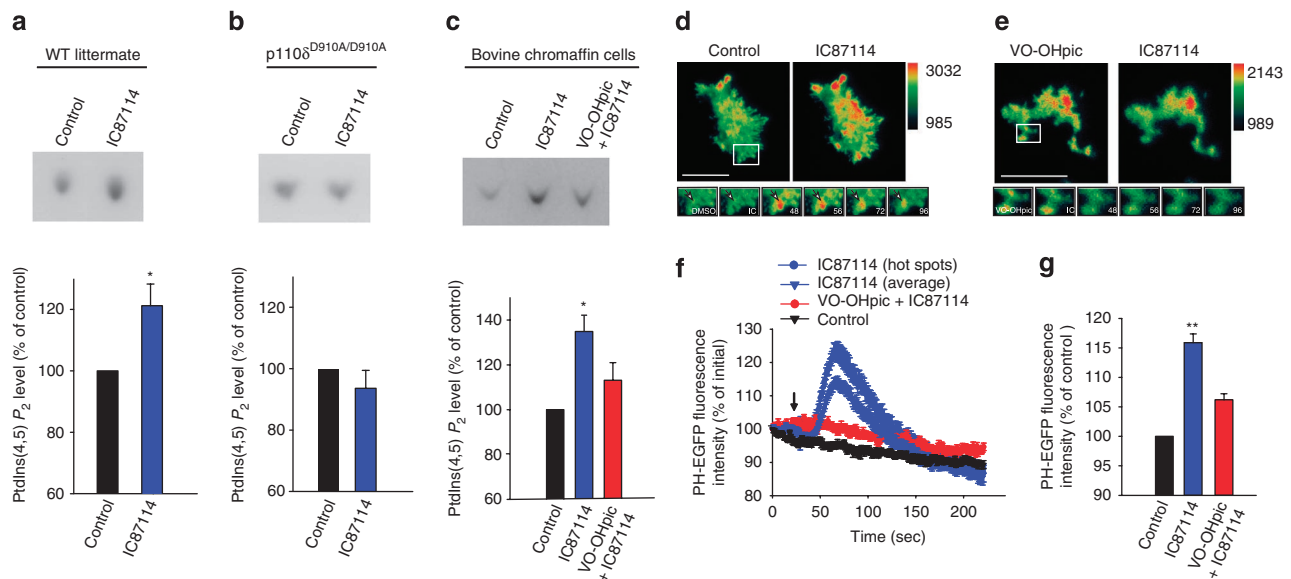 a
WT littermate
Control
IC87114
PtdIns(4,5) P2 level (% of control)
120
100
80
60
Control
IC87114
*
b
p110δD910A/D910A
Control
IC87114
PtdIns(4,5) P2 level (% of control)
120
100
80
60
Control
IC87114
c
Bovine chromaffin cells
Control
IC87114
VO-OHpic
+ IC87114
PtdIns(4,5) P2 level (% of control)
140
120
100
80
60
*
Control
IC87114
VO-OHpic
+ IC87114
d
Control
IC87114
3032
985
DMSO
IC
48
56
72
96
e
VO-OHpic
IC87114
2143
989
VO-OHpic
IC
48
56
72
96
f
IC87114 (hot spots)
IC87114 (average)
VO-OHpic + IC87114
Control
PH-EGFP fluorescence
intensity (% of initial)
130
120
110
100
90
80
0
50
100
150
200
Time (sec)
g
PH-EGFP fluorescence
intensity (% of control )
120
115
110
105
100
95
90
**
Control
IC87114
VO-OHpic
+ IC87114